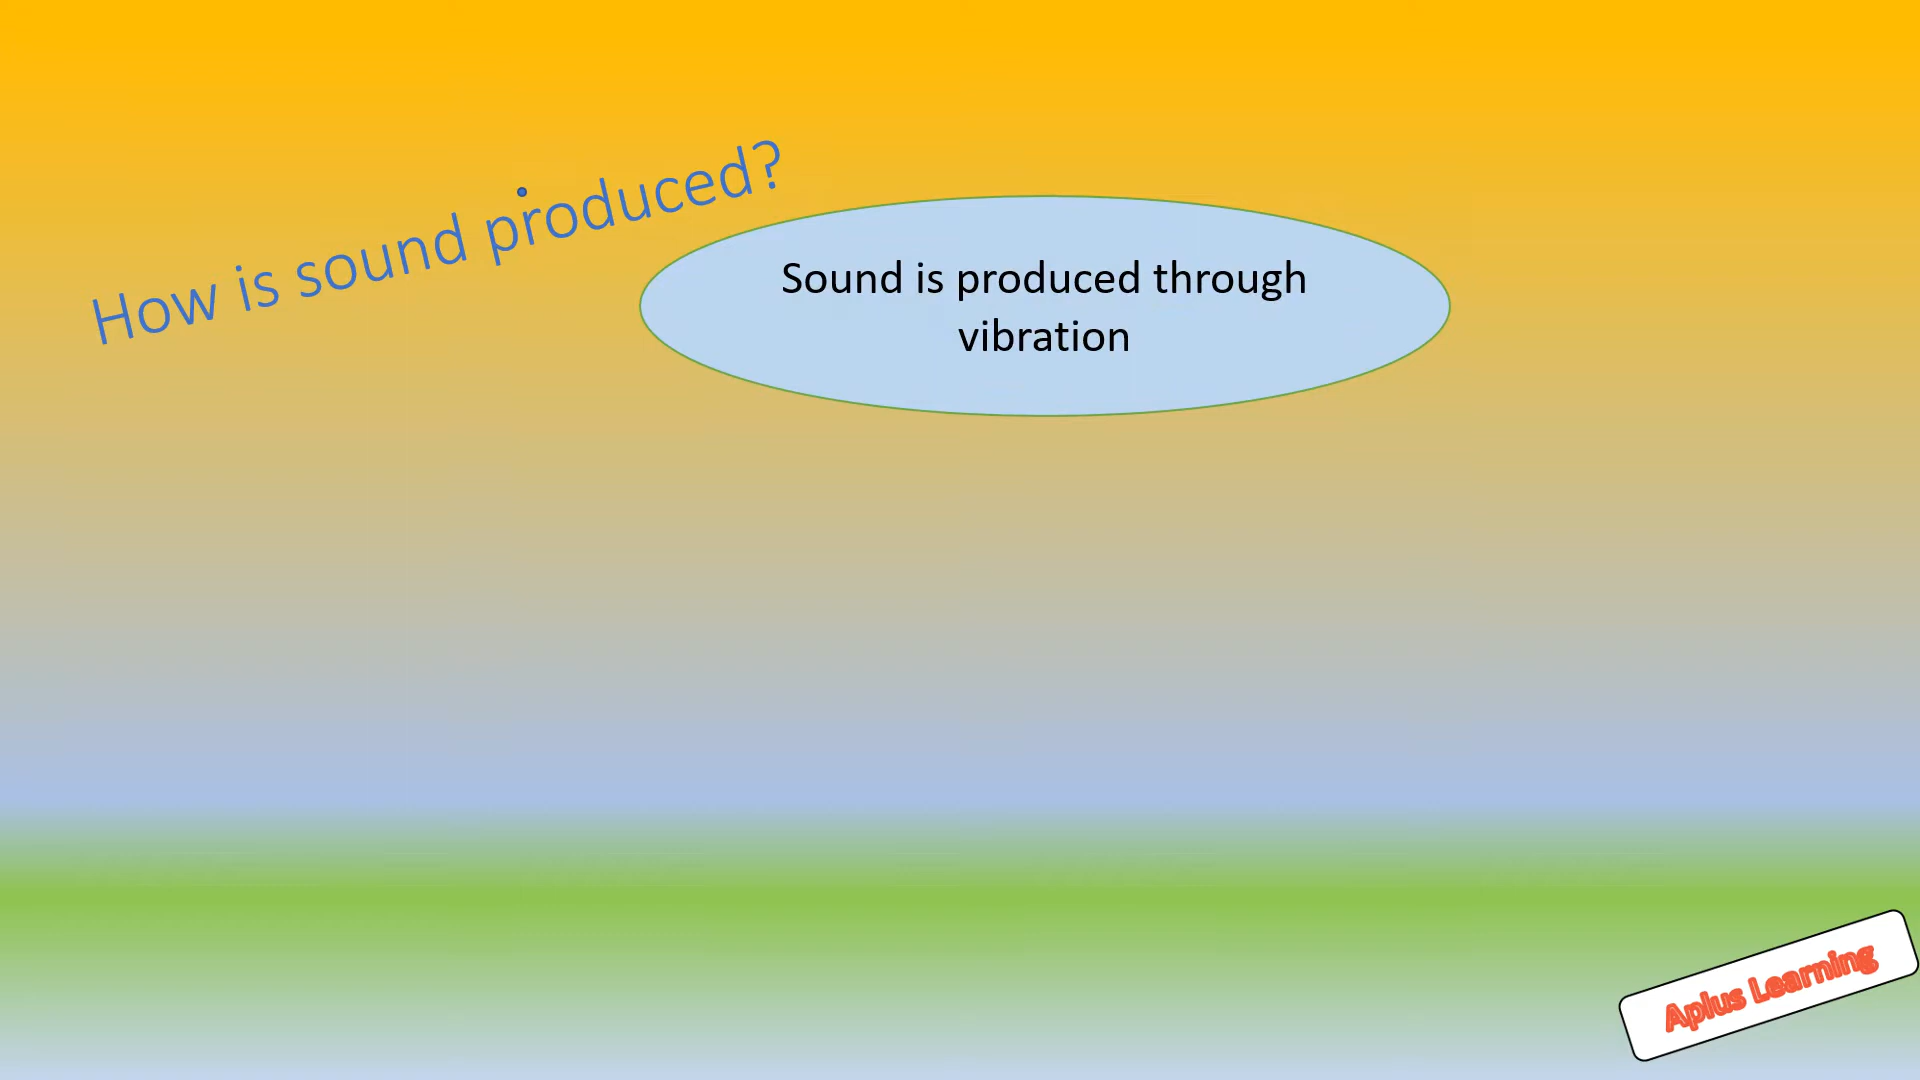 How is sound produced?
Sound is produced through
vibration
Aplus Learning